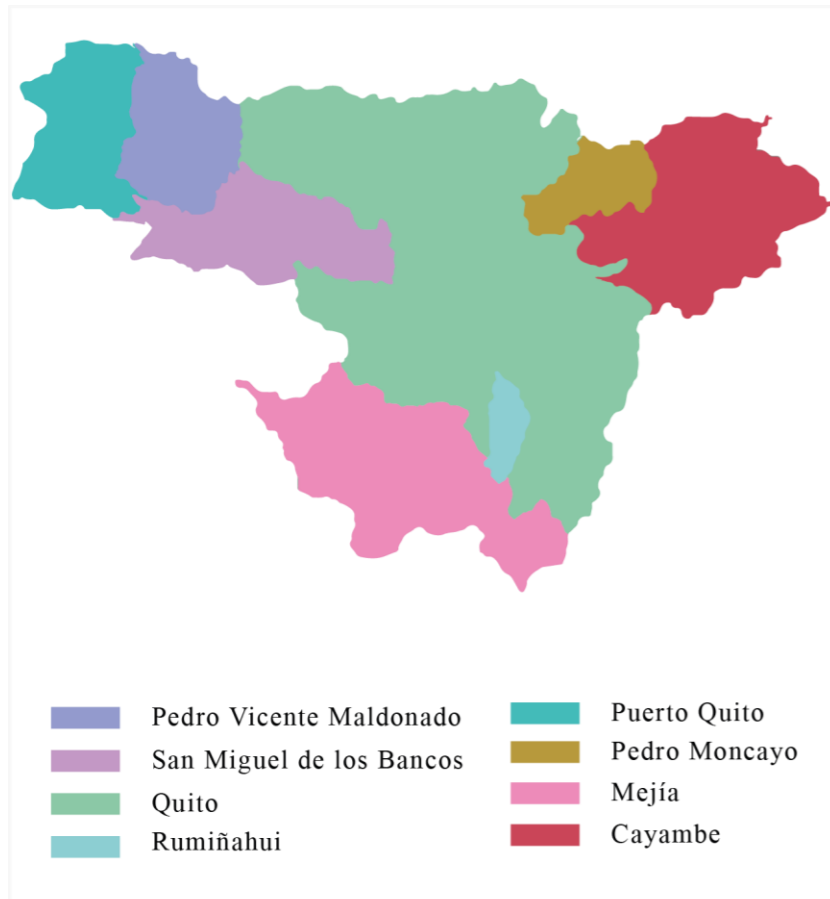 Pedro Vicente Maldonado
San Miguel de los Bancos
Quito
Rumiñahui
Puerto Quito
Pedro Moncayo
Mejía
Cayambe